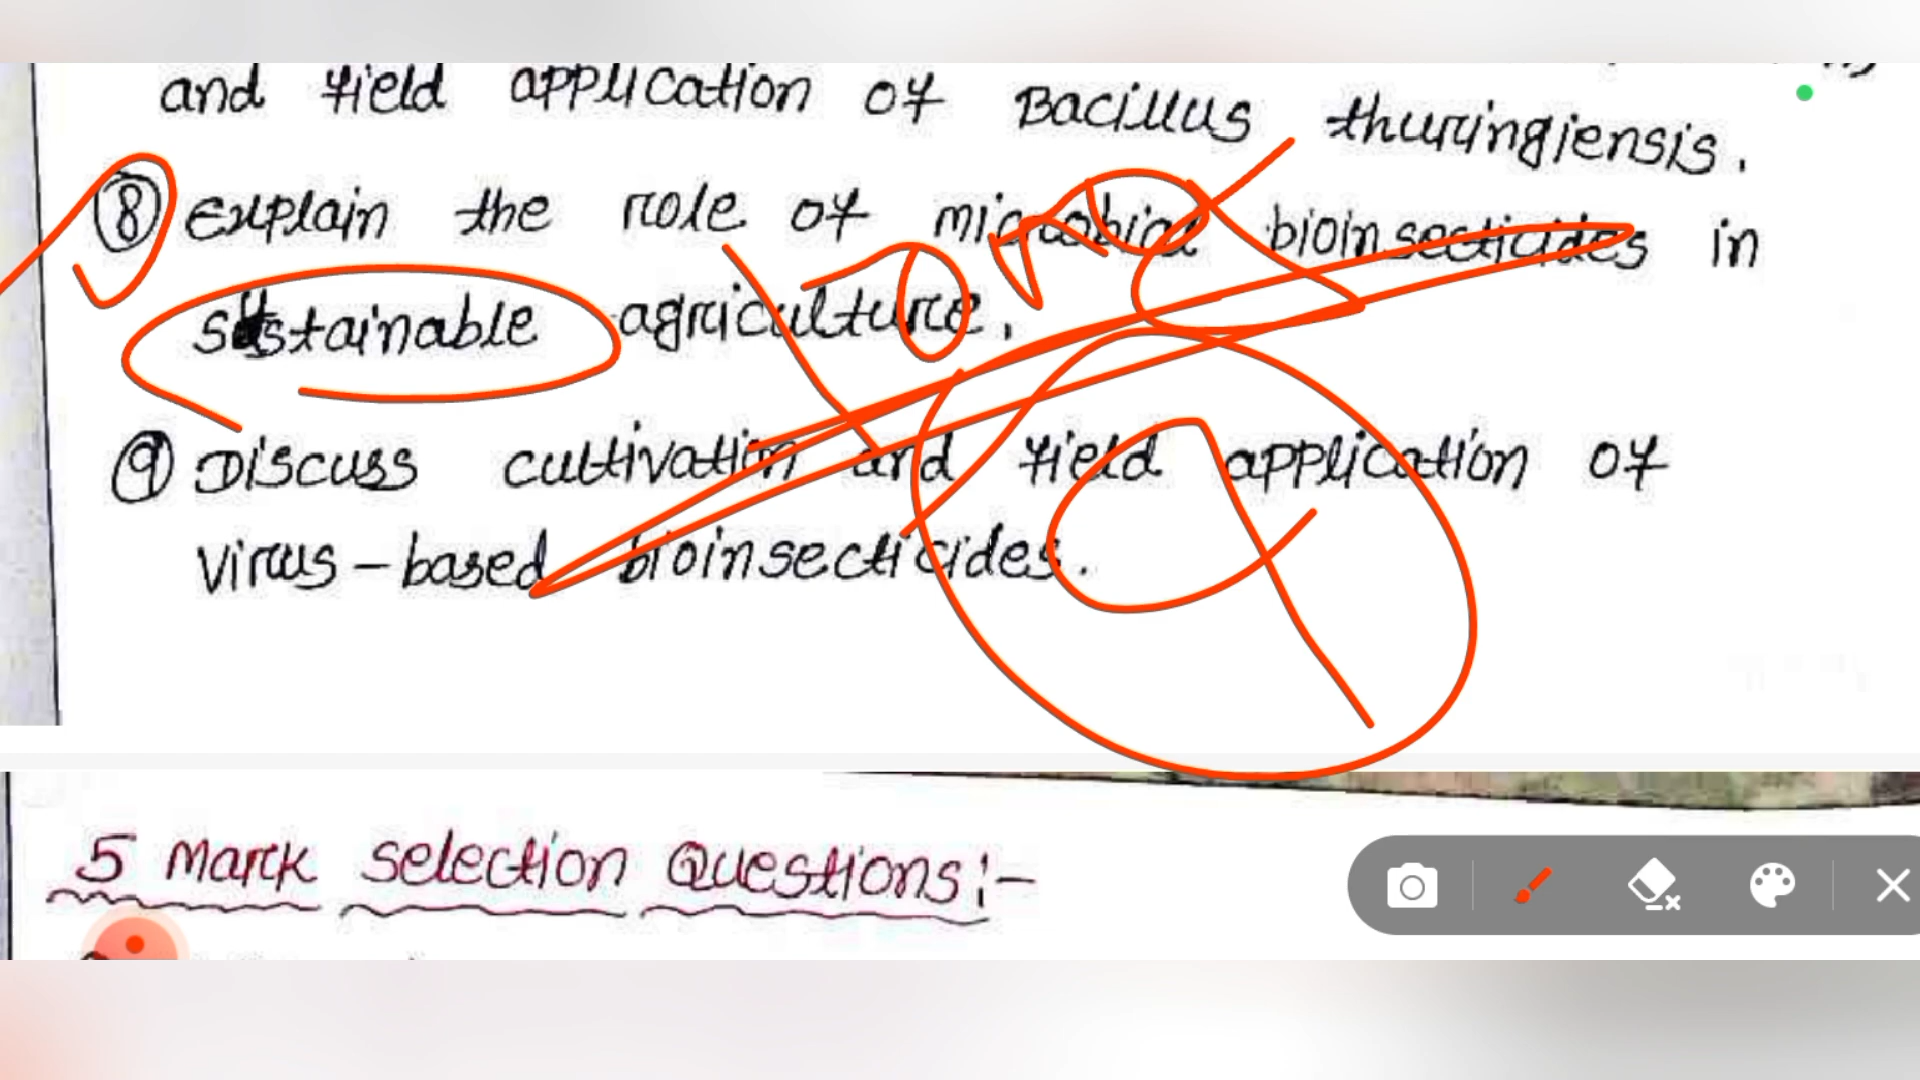 and field application of Bacillus thuringiensis.
⑧ Explain the role of microbial bioinsecticides in
sustainable agriculture.
⑨ Discuss cultivation and field application of
virus-based bioinsecticides.
5 Mark selection Questions:-